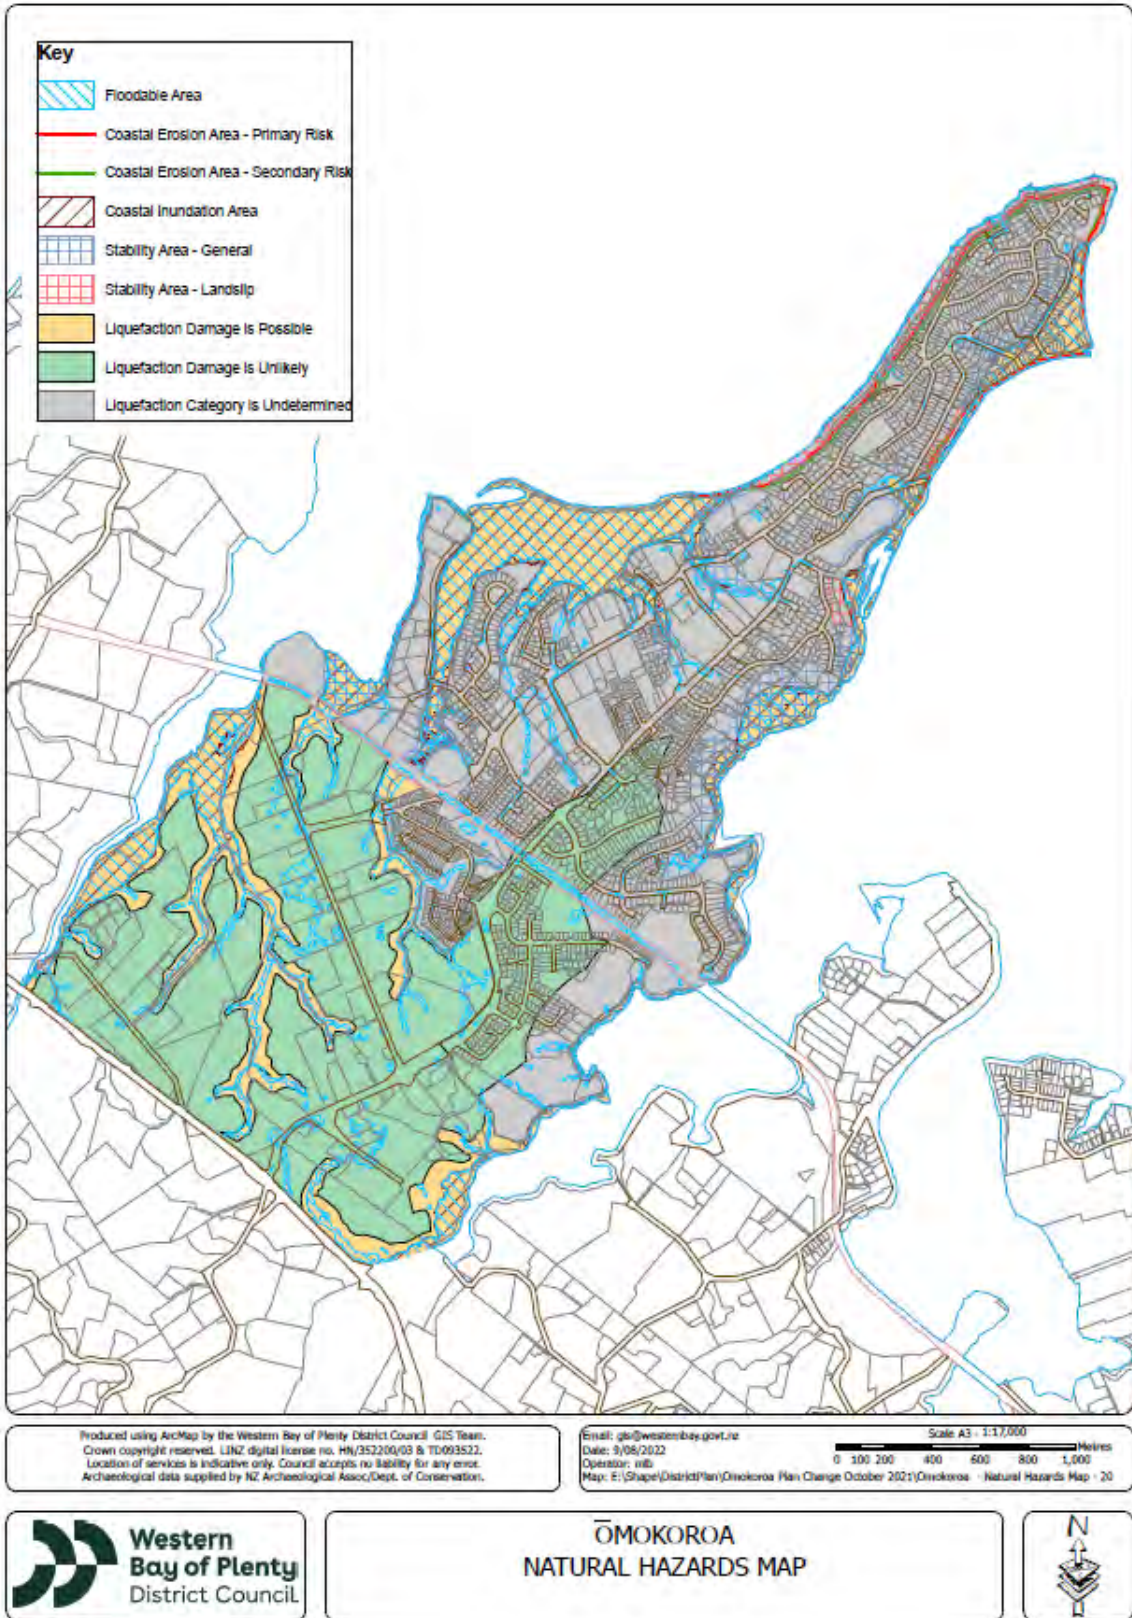 Key
Floodable Area
Coastal Erosion Area - Primary Risk
Coastal Erosion Area - Secondary Risk
Coastal Inundation Area
Stability Area - General
Stability Area - Landslip
Liquefaction Damage is Possible
Liquefaction Damage is Unlikely
Liquefaction Category is Undetermined
Produced using ArcMap by the Western Bay of Plenty District Council GIS Team.
Crown copyright reserved. LINZ digital license no. HN/352200/03 & TD093522.
Location of services is indicative only. Council accepts no liability for any error.
Archaeological data supplied by NZ Archaeological Assoc/Dept. of Conservation.
Email: gis@westernbay.govt.nz
Date: 9/08/2022
Operator: mlb
Map: E:\Shape\DistrictPlan\Omokoroa Plan Change October 2021\Omokoroa - Natural Hazards Map - 20
Scale A3 - 1:17,000
Metres
0 100 200 400 600 800 1,000
Western
Bay of Plenty
District Council
ŌMOKOROA
NATURAL HAZARDS MAP
N